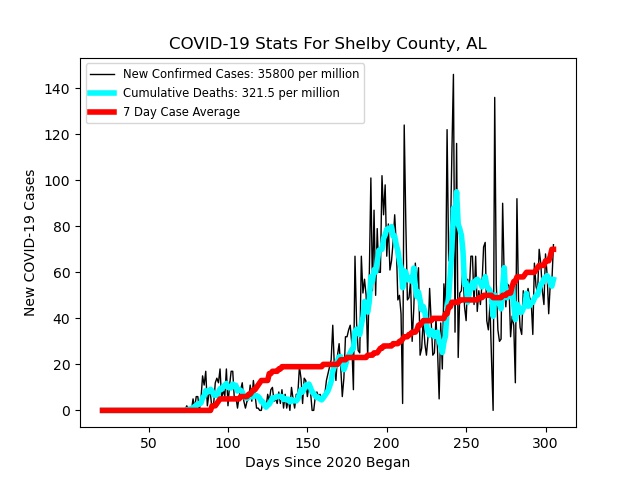 COVID-19 Stats For Shelby County, AL
New Confirmed Cases: 35800 per million
Cumulative Deaths: 321.5 per million
7 Day Case Average
140
120
100
80
60
40
20
0
New COVID-19 Cases
50 100 150 200 250 300
Days Since 2020 Began